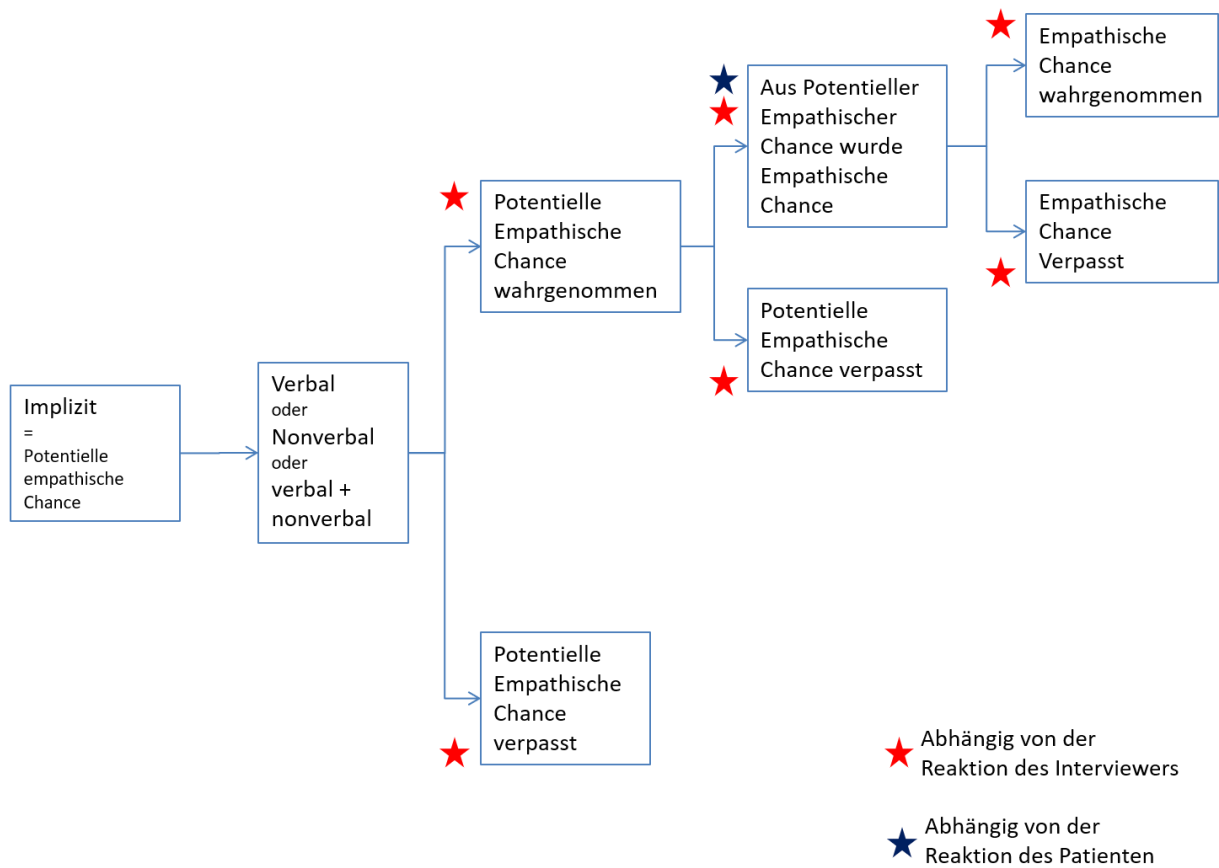 Implizit
=
Potentielle
empathische
Chance
Verbal
oder
Nonverbal
oder
verbal +
nonverbal
Potentielle
Empathische
Chance
wahrgenommen
Potentielle
Empathische
Chance
verpasst
Aus Potentieller
Empathischer
Chance wurde
Empathische
Chance
Potentielle
Empathische
Chance verpasst
Empathische
Chance
wahrgenommen
Empathische
Chance
Verpasst
Abhängig von der
Reaktion des Interviewers
Abhängig von der
Reaktion des Patienten